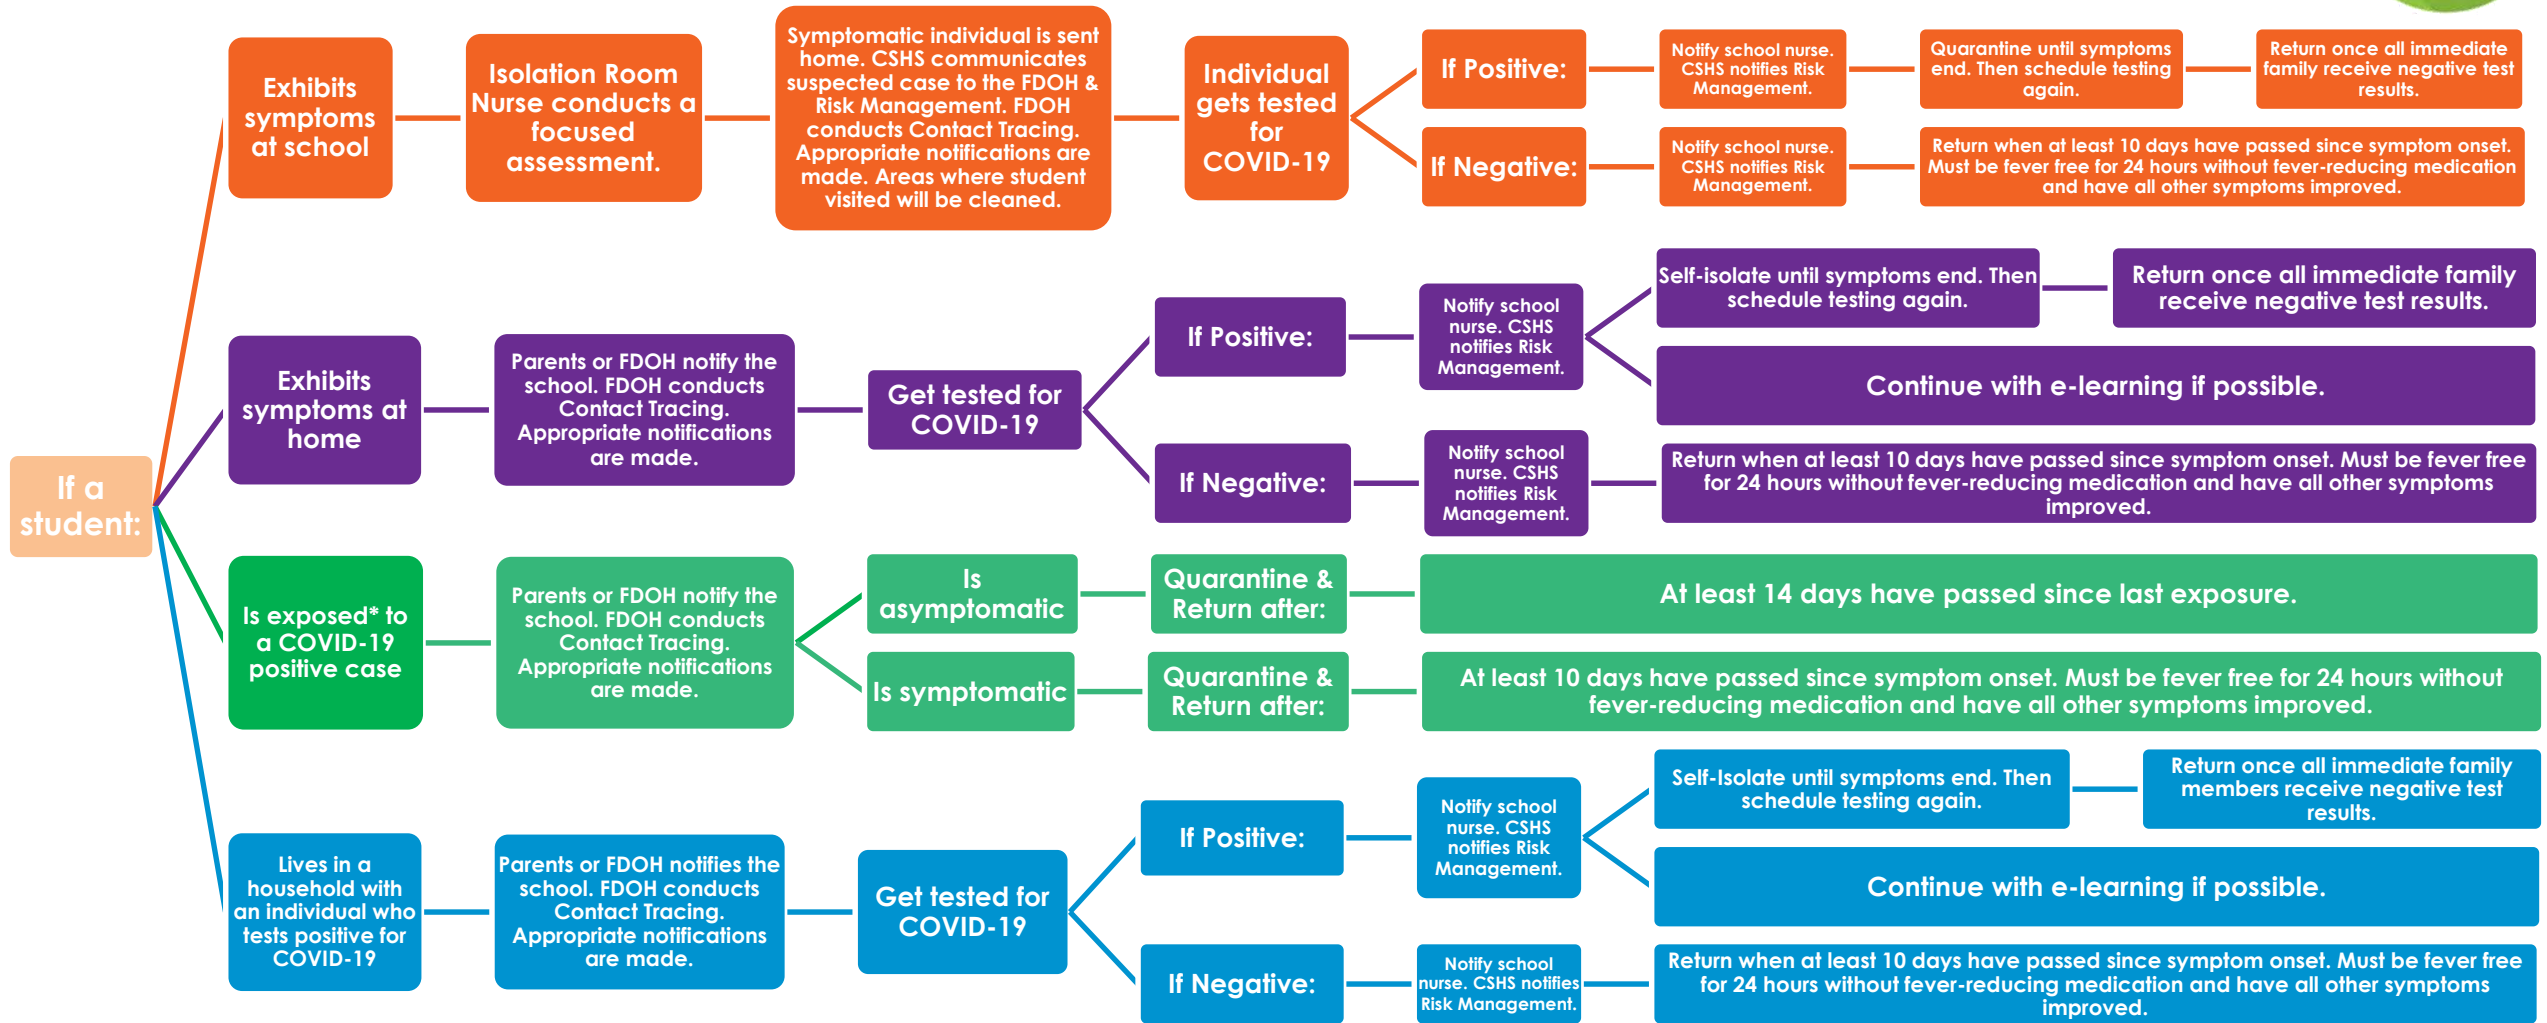 If a
student:
Exhibits
symptoms
at school
Isolation Room
Nurse conducts a
focused
assessment.
Symptomatic individual is sent
home. CSHS communicates
suspected case to the FDOH &
Risk Management. FDOH
conducts Contact Tracing.
Appropriate notifications are
made. Areas where student
visited will be cleaned.
Individual
gets tested
for
COVID-19
If Positive:
Notify school nurse.
CSHS notifies Risk
Management.
Quarantine until symptoms
end. Then schedule testing
again.
Return once all immediate
family receive negative test
results.
If Negative:
Notify school nurse.
CSHS notifies Risk
Management.
Return when at least 10 days have passed since symptom onset.
Must be fever free for 24 hours without fever-reducing medication
and have all other symptoms improved.
Exhibits
symptoms at
home
Parents or FDOH notify the
school. FDOH conducts
Contact Tracing.
Appropriate notifications
are made.
Get tested for
COVID-19
If Positive:
Notify school
nurse. CSHS
notifies Risk
Management.
Self-isolate until symptoms end. Then
schedule testing again.
Return once all immediate family
receive negative test results.
Continue with e-learning if possible.
If Negative:
Notify school
nurse. CSHS
notifies Risk
Management.
Return when at least 10 days have passed since symptom onset. Must be fever free
for 24 hours without fever-reducing medication and have all other symptoms
improved.
Is exposed* to
a COVID-19
positive case
Parents or FDOH notify the
school. FDOH conducts
Contact Tracing.
Appropriate notifications
are made.
Is
asymptomatic
Quarantine &
Return after:
At least 14 days have passed since last exposure.
Is symptomatic
Quarantine &
Return after:
At least 10 days have passed since symptom onset. Must be fever free for 24 hours without
fever-reducing medication and have all other symptoms improved.
Lives in a
household with
an individual who
tests positive for
COVID-19
Parents or FDOH notifies the
school. FDOH conducts
Contact Tracing.
Appropriate notifications
are made.
Get tested for
COVID-19
If Positive:
Notify school
nurse. CSHS
notifies Risk
Management.
Self-Isolate until symptoms end. Then
schedule testing again.
Return once all immediate family
members receive negative test
results.
Continue with e-learning if possible.
If Negative:
Notify school
nurse. CSHS notifies
Risk Management.
Return when at least 10 days have passed since symptom onset. Must be fever free
for 24 hours without fever-reducing medication and have all other symptoms
improved.